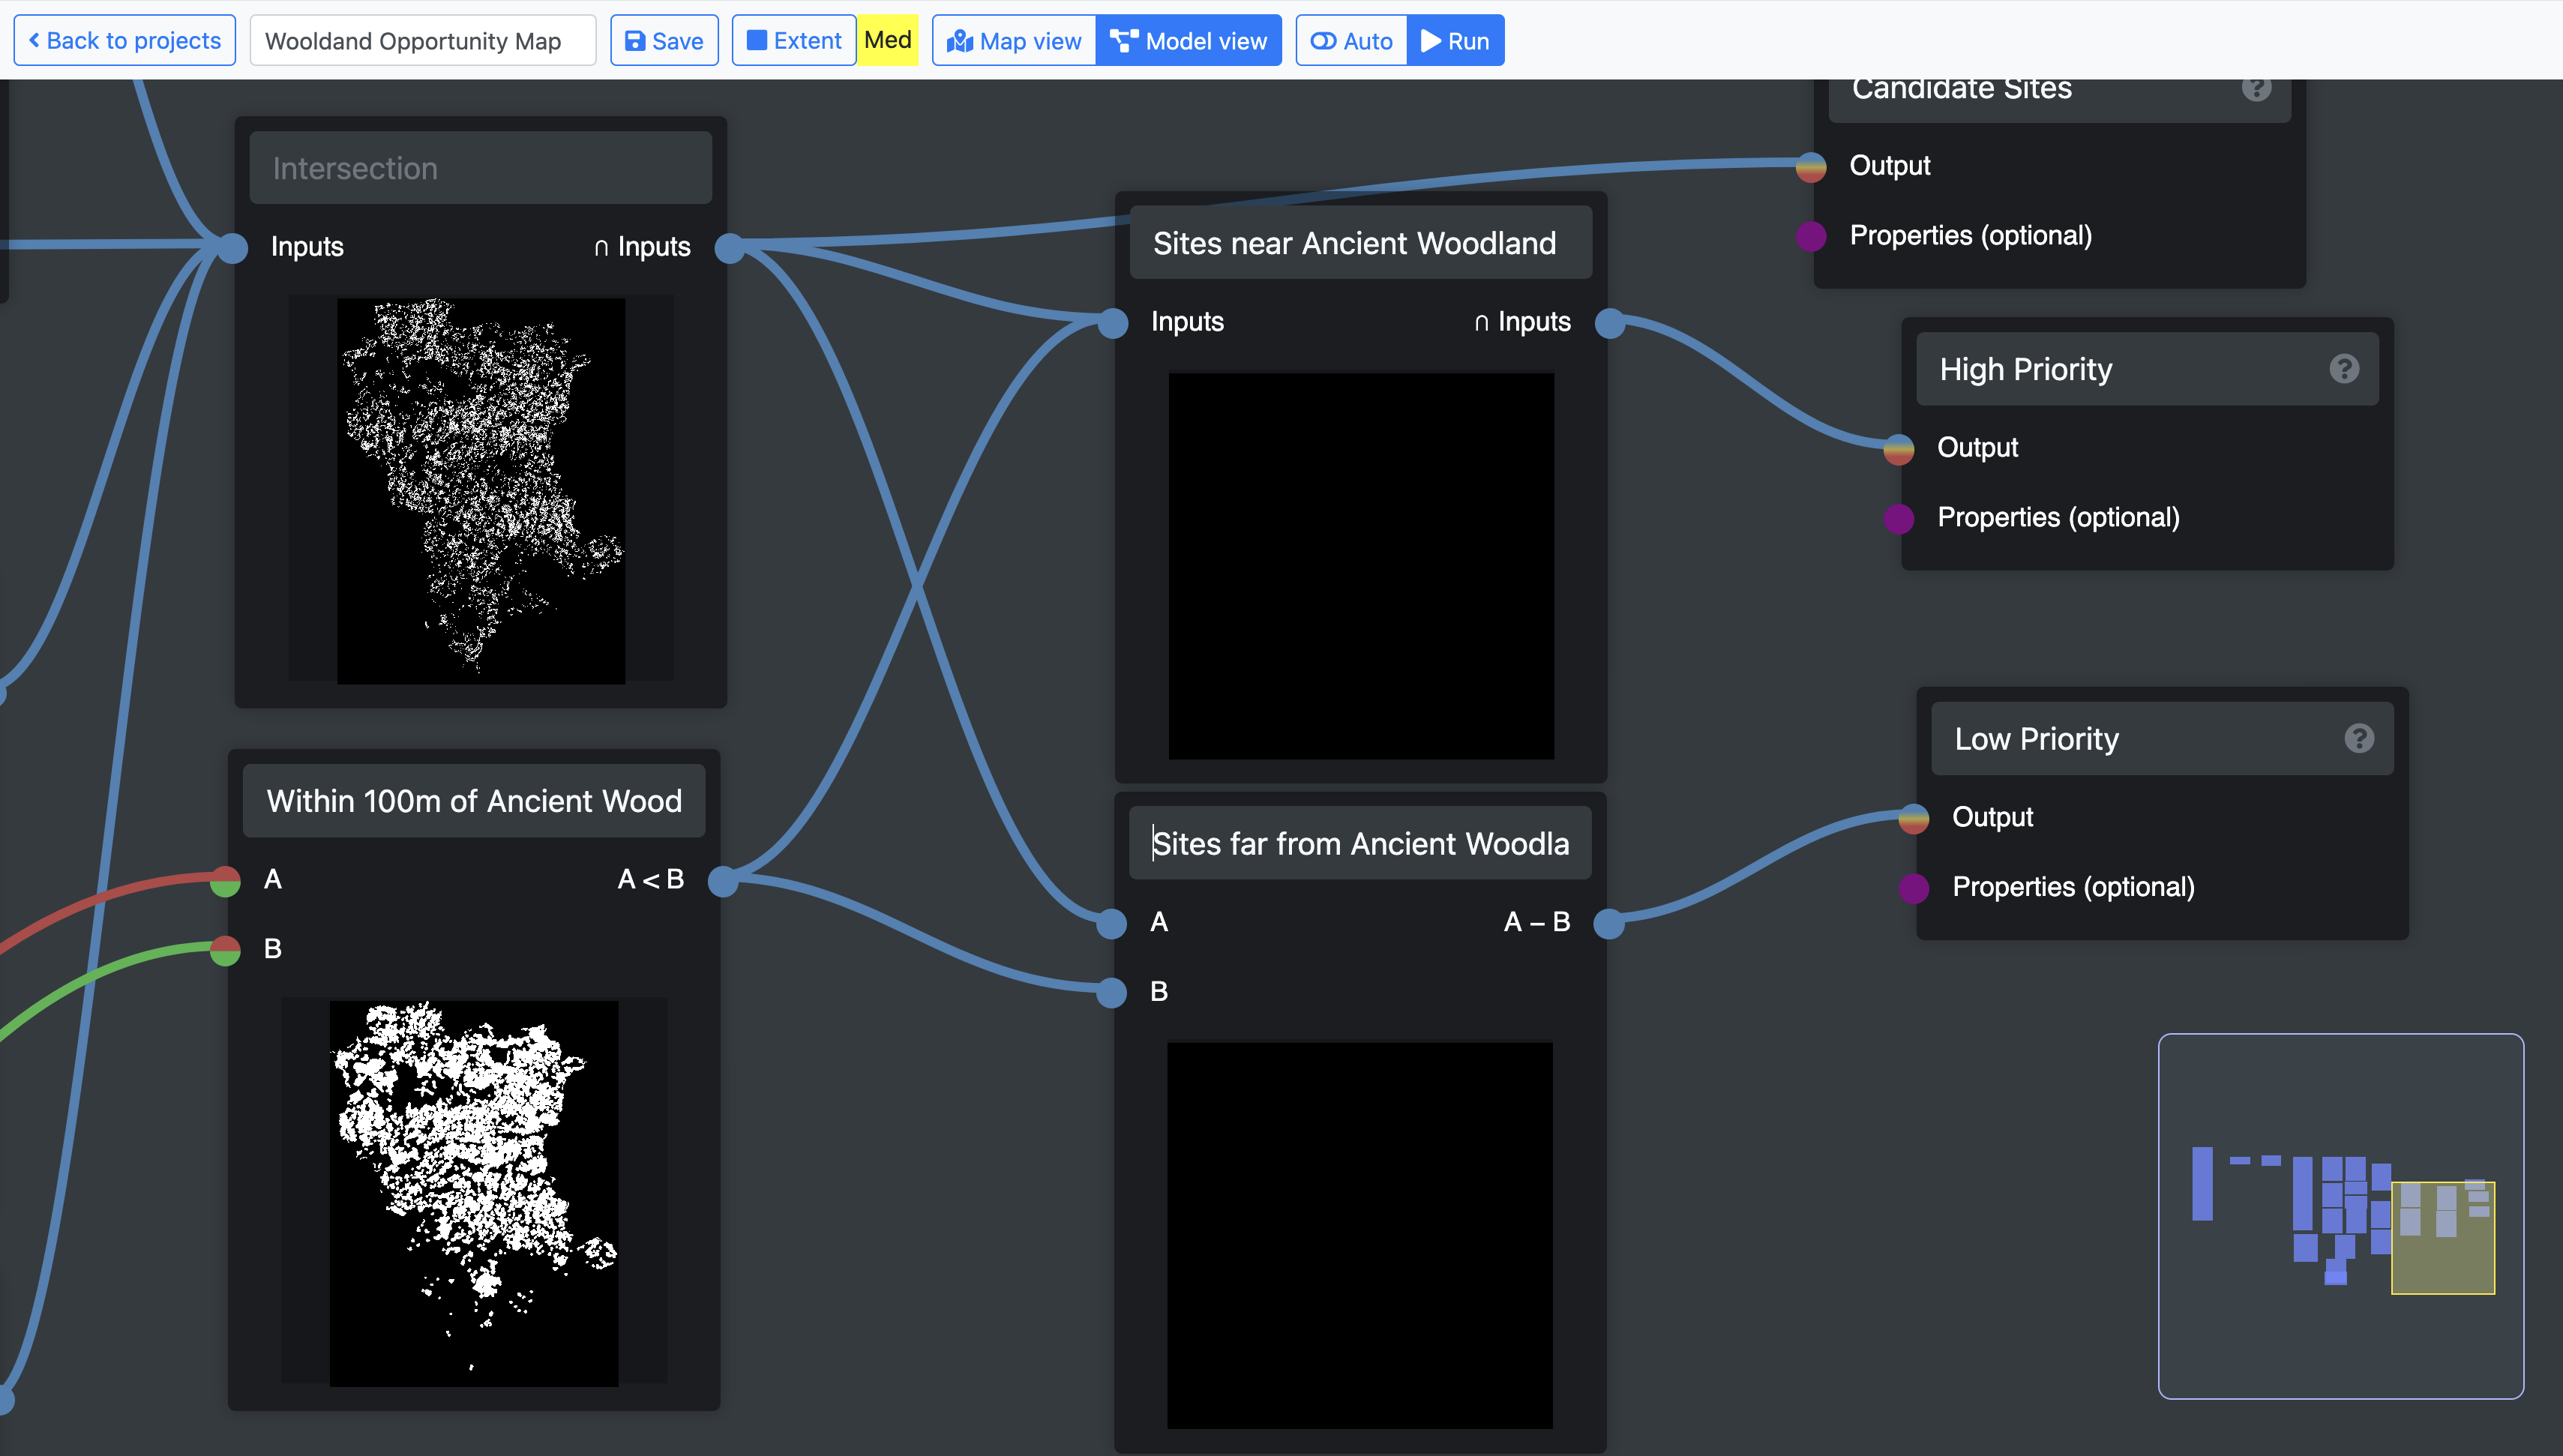 Back to projects
Wooldand Opportunity Map
Save
Extent
Med
Map view
Model view
Auto
Run
Candidate Sites
?
Output
Properties (optional)
Intersection
Inputs
∩ Inputs
Sites near Ancient Woodland
Inputs
∩ Inputs
High Priority
?
Output
Properties (optional)
Low Priority
?
Output
Properties (optional)
Within 100m of Ancient Wood
A
A < B
B
Sites far from Ancient Woodla
A
A – B
B